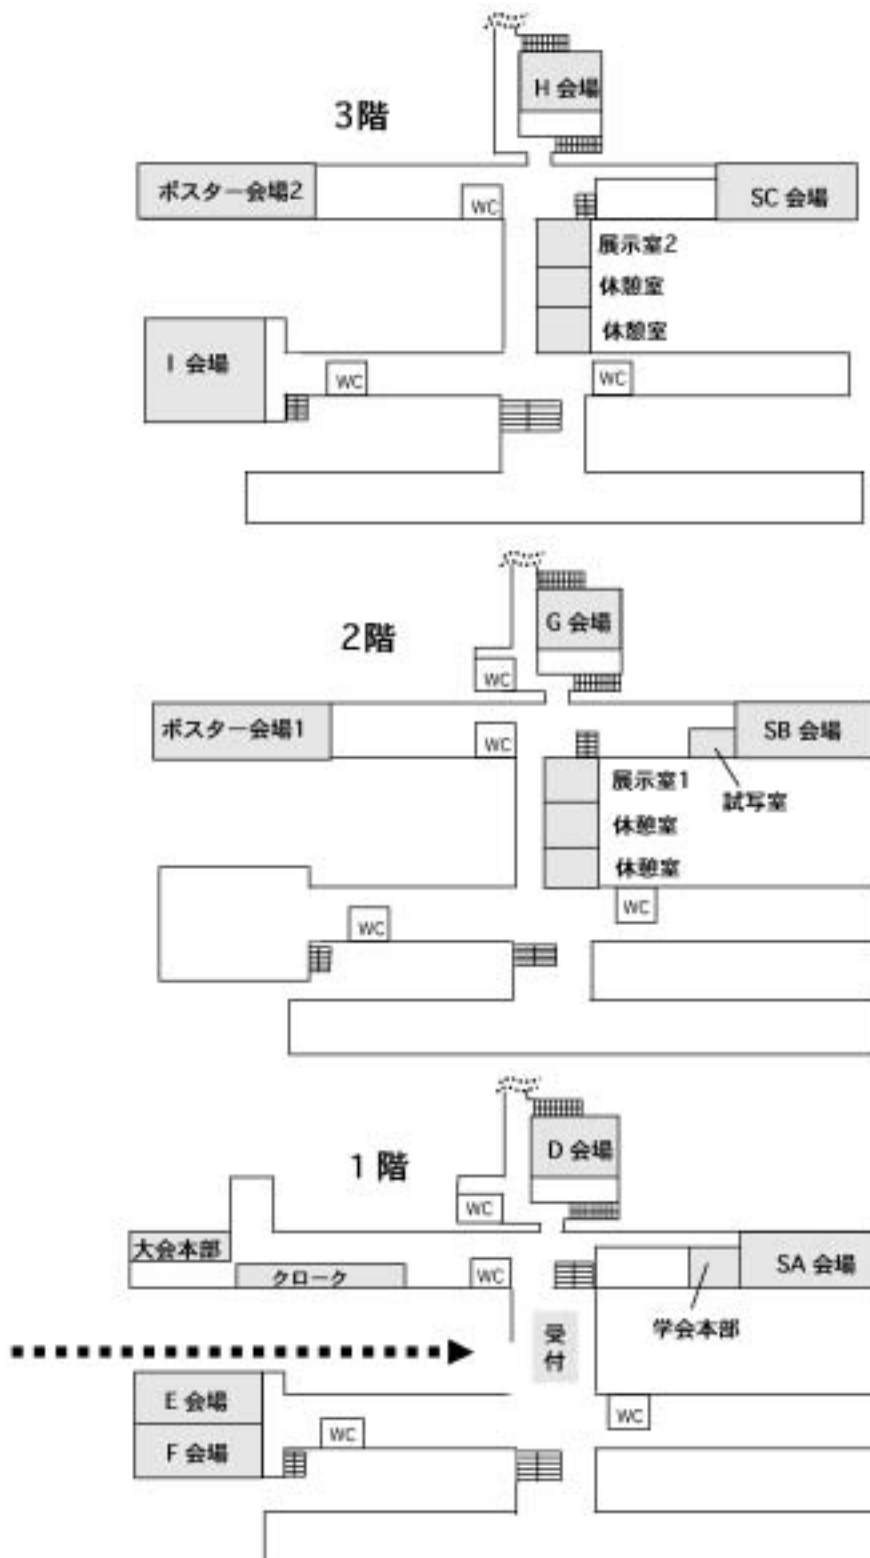 3階
H 会場
ポスター会場2
WC
SC 会場
展示室2
休憩室
休憩室
I 会場
WC
WC
2階
G 会場
WC
ポスター会場1
WC
SB 会場
試写室
展示室1
休憩室
休憩室
WC
WC
1 階
D 会場
WC
大会本部
クローク
WC
SA 会場
学会本部
受付
E 会場
WC
F 会場
WC